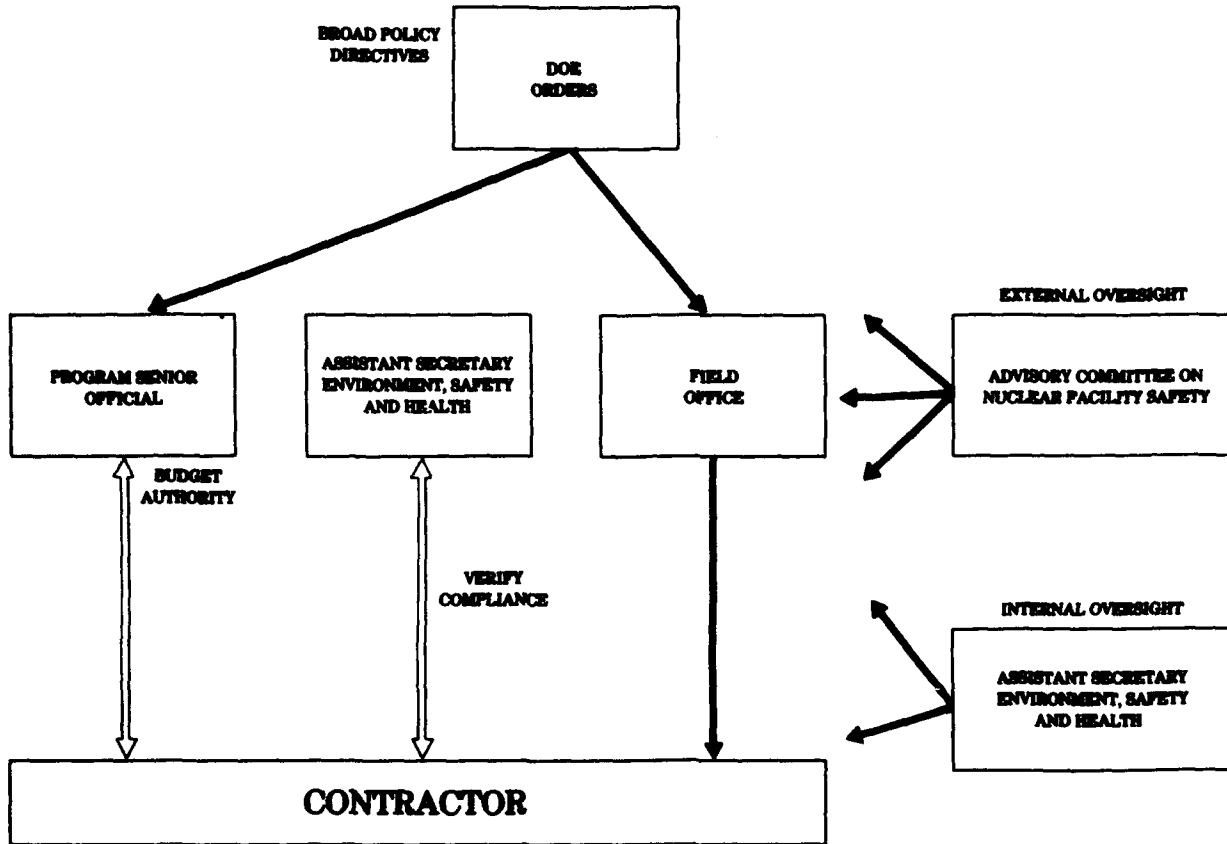 BROAD POLICY
DIRECTIVES
DOE
ORDERS
PROGRAM SENIOR
OFFICIAL
ASSISTANT SECRETARY
ENVIRONMENT, SAFETY
AND HEALTH
FIELD
OFFICE
EXTERNAL OVERSIGHT
ADVISORY COMMITTEE ON
NUCLEAR FACILITY SAFETY
BUDGET
AUTHORITY
VERIFY
COMPLIANCE
INTERNAL OVERSIGHT
ASSISTANT SECRETARY
ENVIRONMENT, SAFETY
AND HEALTH
CONTRACTOR